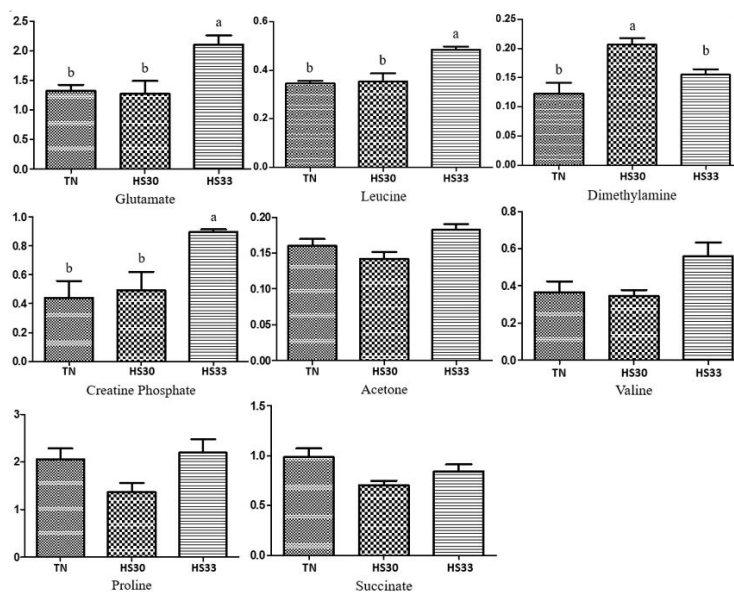 2.5
2.0
1.5
1.0
0.5
0.0
b
b
a
TN
HS30
HS33
Glutamate
0.6
0.4
0.2
0.0
b
b
a
TN
HS30
HS33
Leucine
0.25
0.20
0.15
0.10
0.05
0.00
b
a
b
TN
HS30
HS33
Dimethylamine
1.0
0.8
0.6
0.4
0.2
0.0
b
b
a
TN
HS30
HS33
Creatine Phosphate
0.20
0.15
0.10
0.05
0.00
TN
HS30
HS33
Acetone
0.8
0.6
0.4
0.2
0.0
TN
HS30
HS33
Valine
3
2
1
0
TN
HS30
HS33
Proline
1.5
1.0
0.5
0.0
TN
HS30
HS33
Succinate